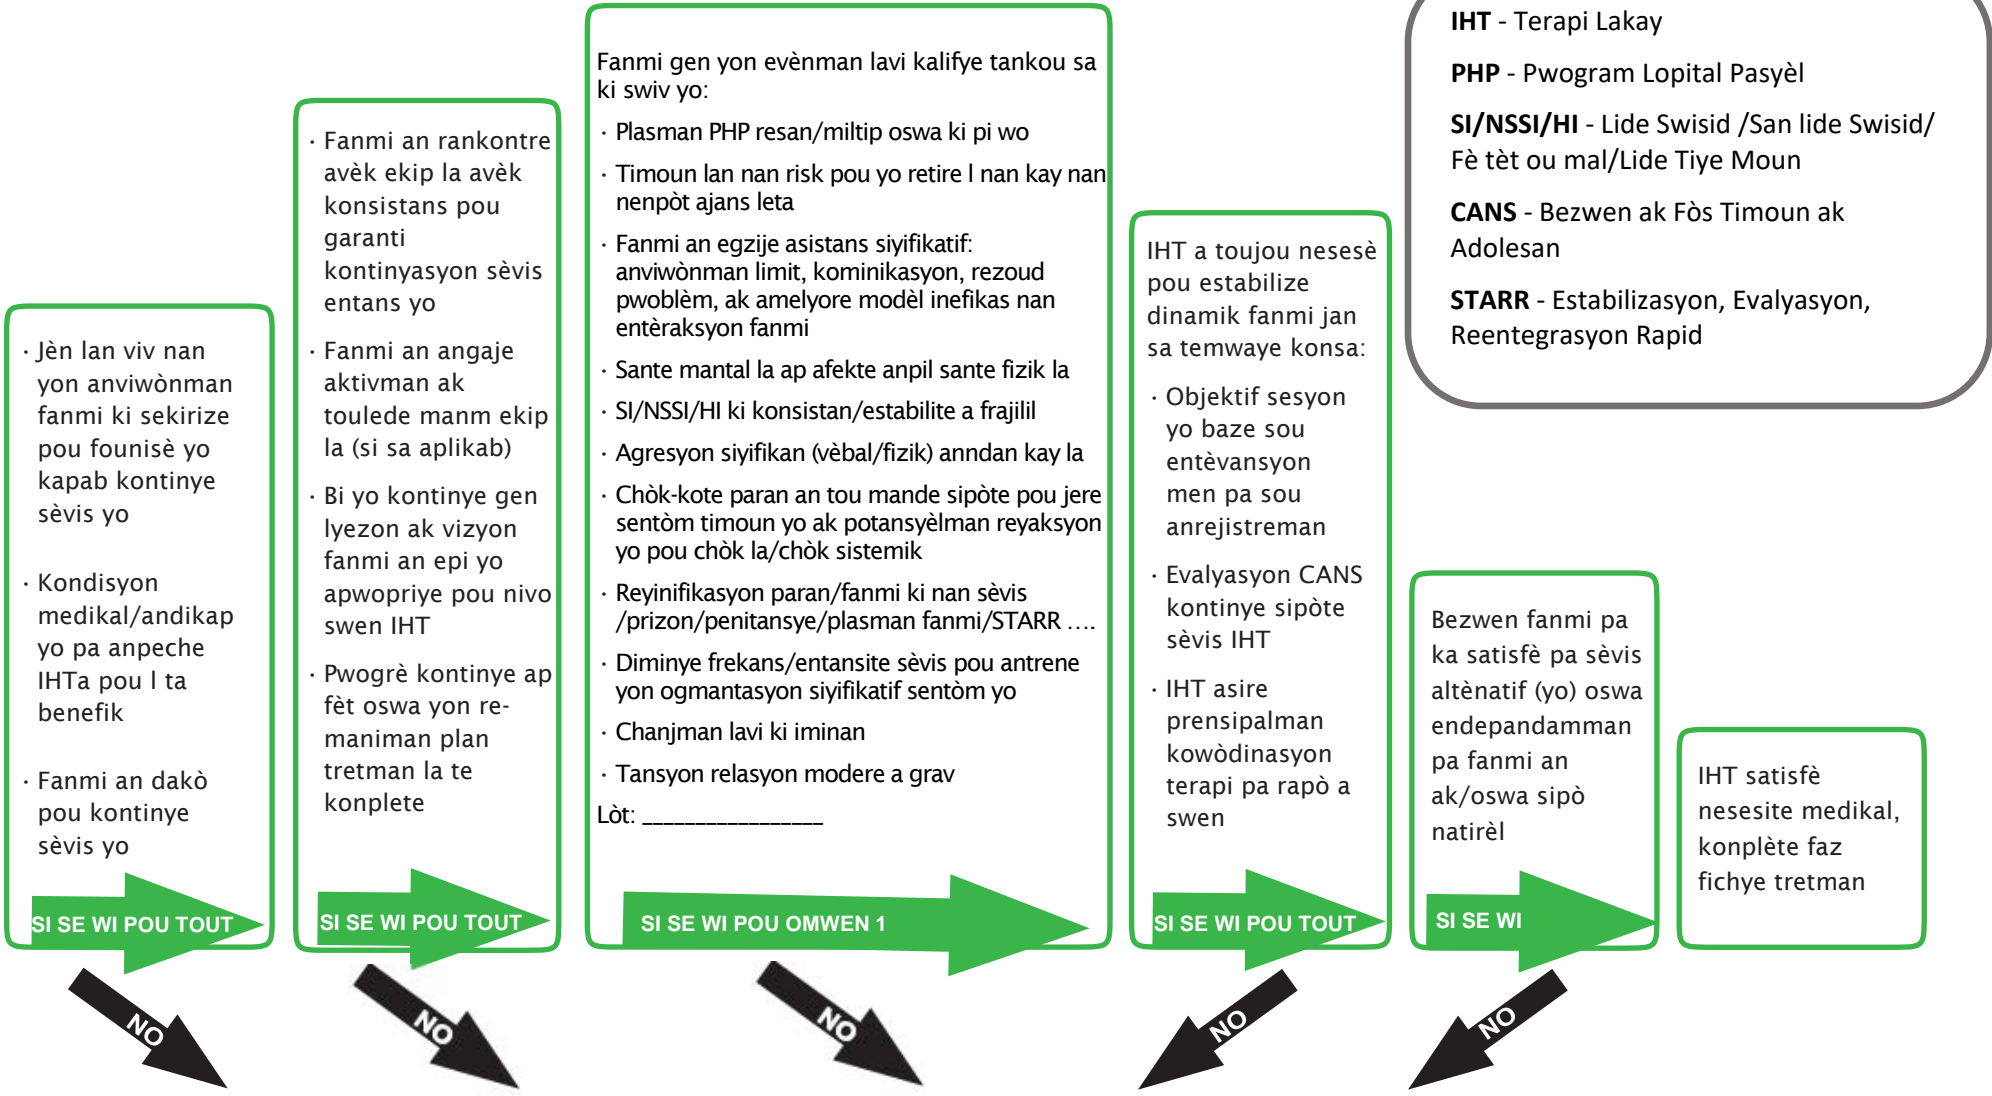 · Jèn lan viv nan
yon anviwònman
fanmi ki sekirize
pou founisè yo
kapab kontinye
sèvis yo
· Kondisyon
medikal/andikap
yo pa anpeche
IHTa pou l ta
benefik
· Fanmi an dakò
pou kontinye
sèvis yo
SI SE WI POU TOUT
NO
· Fanmi an rankontre
avèk ekip la avèk
konsistans pou
garanti
kontinyasyon sèvis
entans yo
· Fanmi an angaje
aktivman ak
toulede manm ekip
la (si sa aplikab)
· Bi yo kontinye gen
lyezon ak vizyon
fanmi an epi yo
apwopriye pou nivo
swen IHT
· Pwogrè kontinye ap
fèt oswa yon re-
maniman plan
tretman la te
konplete
SI SE WI POU TOUT
NO
Fanmi gen yon evènman lavi kalifye tankou sa
ki swiv yo:
· Plasman PHP resan/miltip oswa ki pi wo
· Timoun lan nan risk pou yo retire l nan kay nan
nenpòt ajans leta
· Fanmi an egzije asistans siyifikatif:
anviwònman limit, kominikasyon, rezoud
pwoblèm, ak amelyore modèl inefikas nan
entèraksyon fanmi
· Sante mantal la ap afekte anpil sante fizik la
· SI/NSSI/HI ki konsistan/estabilite a frajilil
· Agresyon siyifikan (vèbal/fizik) anndan kay la
· Chòk-kote paran an tou mande sipòte pou jere
sentòm timoun yo ak potansyèlman reyaksyon
yo pou chòk la/chòk sistemik
· Reyinifikasyon paran/fanmi ki nan sèvis
/prizon/penitansye/plasman fanmi/STARR ....
· Diminye frekans/entansite sèvis pou antrene
yon ogmantasyon siyifikatif sentòm yo
· Chanjman lavi ki iminan
· Tansyon relasyon modere a grav
Lòt: _________________
SI SE WI POU OMWEN 1
NO
IHT a toujou nesesè
pou estabilize
dinamik fanmi jan
sa temwaye konsa:
· Objektif sesyon
yo baze sou
entèvansyon
men pa sou
anrejistreman
· Evalyasyon CANS
kontinye sipòte
sèvis IHT
· IHT asire
prensipalman
kowòdinasyon
terapi pa rapò a
swen
SI SE WI POU TOUT
NO
Bezwen fanmi pa
ka satisfè pa sèvis
altènatif (yo) oswa
endepandamman
pa fanmi an
ak/oswa sipò
natirèl
SI SE WI
NO
IHT satisfè
nesesite medikal,
konplète faz
fichye tretman
IHT - Terapi Lakay
PHP - Pwogram Lopital Pasyèl
SI/NSSI/HI - Lide Swisid /San lide Swisid/
Fè tèt ou mal/Lide Tiye Moun
CANS - Bezwen ak Fòs Timoun ak
Adolesan
STARR - Estabilizasyon, Evalyasyon,
Reentegrasyon Rapid